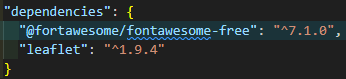 "dependencies": {
"@fortawesome/fontawesome-free": "^7.1.0",
"leaflet": "^1.9.4"
}